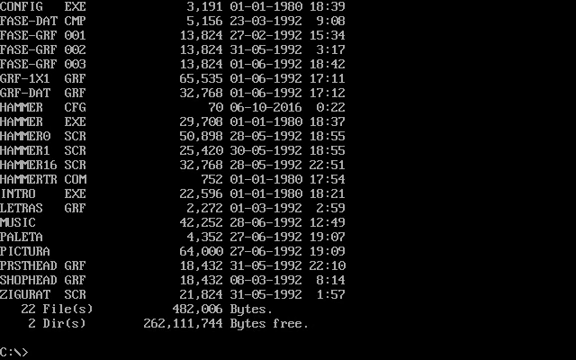 CONFIG   EXE          3,191 01-01-1980 18:39
FASE-DAT CMP          5,156 23-03-1992  9:08
FASE-GRF 001         13,824 27-02-1992 15:34
FASE-GRF 002         13,824 31-05-1992  3:17
FASE-GRF 003         13,824 01-06-1992 18:42
GRF-1X1  GRF         65,535 01-06-1992 17:11
GRF-DAT  GRF         32,768 01-06-1992 17:12
HAMMER   CFG             70 06-10-2016  0:22
HAMMER   EXE         29,708 01-01-1980 18:37
HAMMER0  SCR         50,898 28-05-1992 18:55
HAMMER1  SCR         25,420 30-05-1992 18:55
HAMMER16 SCR         32,768 28-05-1992 22:51
HAMMERTR COM            752 01-01-1980 17:54
INTRO    EXE         22,596 01-01-1980 18:21
LETRAS   GRF          2,272 01-03-1992  2:59
MUSIC                42,252 28-06-1992 12:49
PALETA                4,352 27-06-1992 19:07
PICTURA              64,000 27-06-1992 19:09
PRSTHEAD GRF         18,432 31-05-1992 22:10
SHOPHEAD GRF         18,432 08-03-1992  8:14
ZIGURAT  SCR         21,824 31-05-1992  1:57
   22 File(s)        482,006 Bytes.
    2 Dir(s)     262,111,744 Bytes free.
C:\>